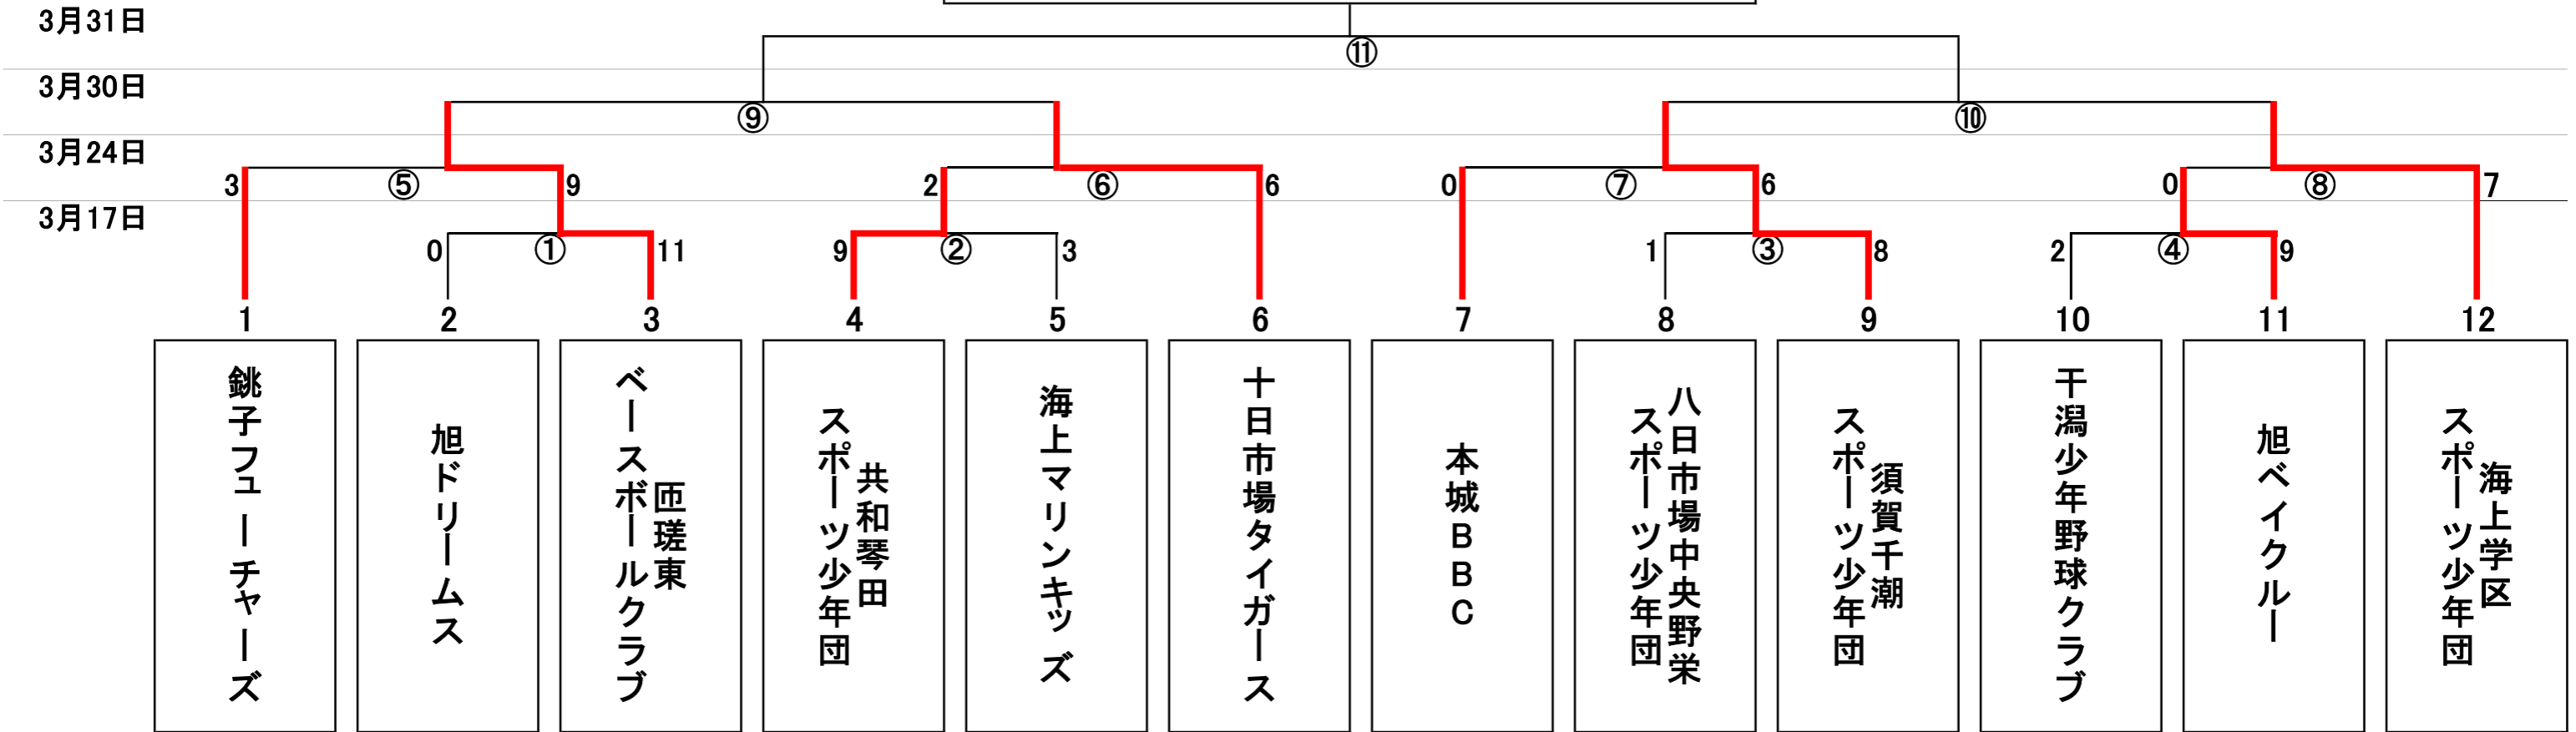 3月31日
⑪
3月30日
⑨
⑩
3月24日
3
⑤
9
2
⑥
6
0
⑦
6
0
⑧
7
3月17日
0
①
11
9
②
3
1
③
8
2
④
9
1
2
3
4
5
6
7
8
9
10
11
12
銚子フューチャーズ
旭ドリームス
匝瑳東
ベースボールクラブ
共和琴田
スポーツ少年団
海上マリンキッズ
十日市場タイガース
本城BBC
八日市場中央野栄
スポーツ少年団
須賀千潮
スポーツ少年団
干潟少年野球クラブ
旭ベイクルー
海上学区
スポーツ少年団